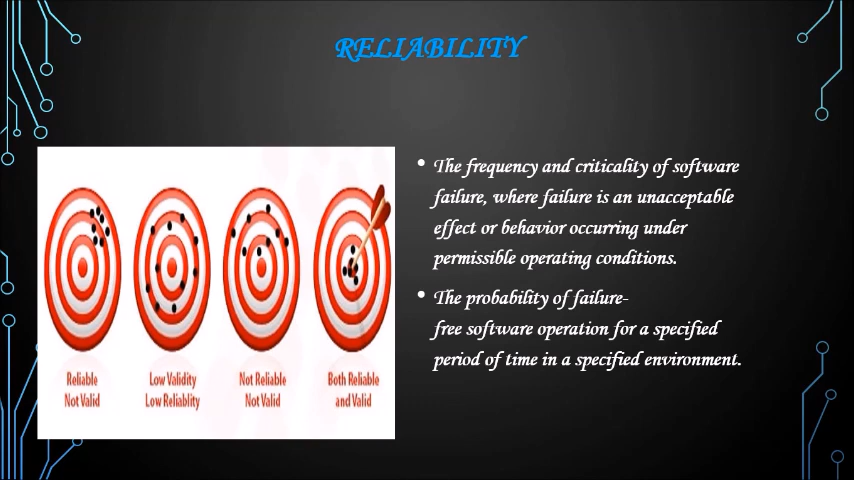 RELIABILITY
• The frequency and criticality of software
failure, where failure is an unacceptable
effect or behavior occurring under
permissible operating conditions.
• The probability of failure-
free software operation for a specified
period of time in a specified environment.
Reliable
Not Valid
Low Validity
Low Reliablity
Not Reliable
Not Valid
Both Reliable
and Valid